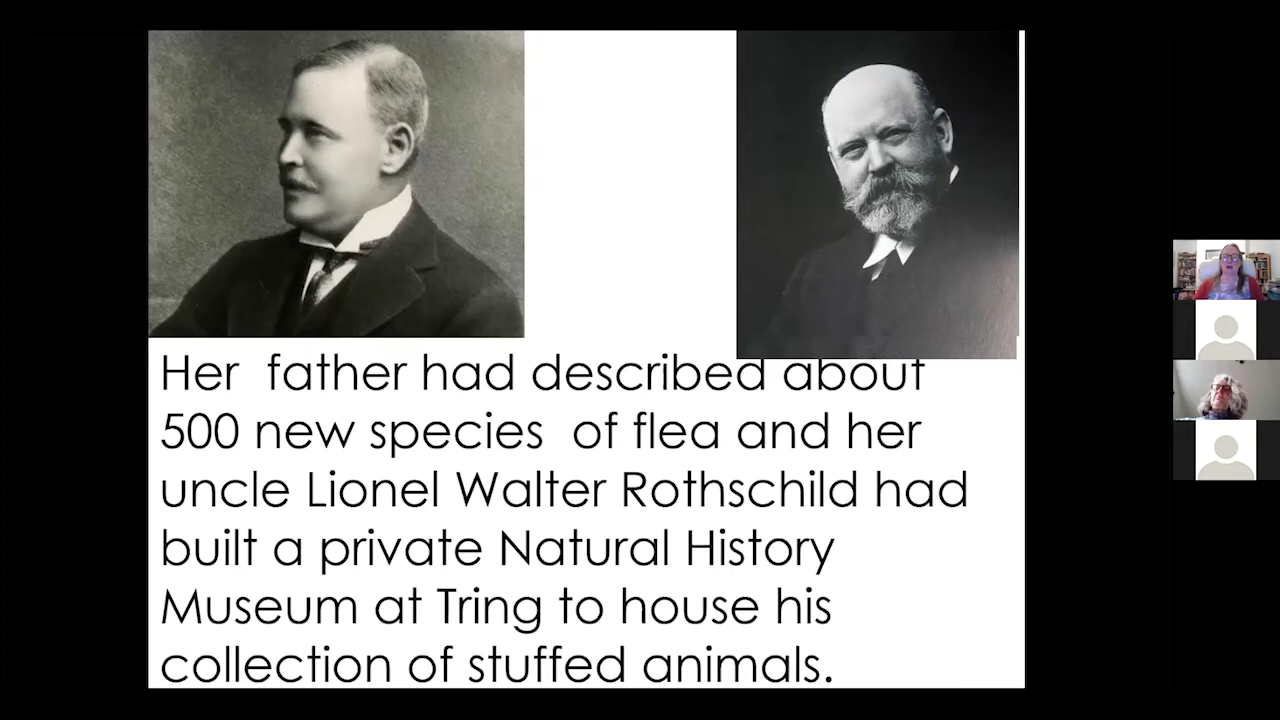 Her father had described about
500 new species of flea and her
uncle Lionel Walter Rothschild had
built a private Natural History
Museum at Tring to house his
collection of stuffed animals.